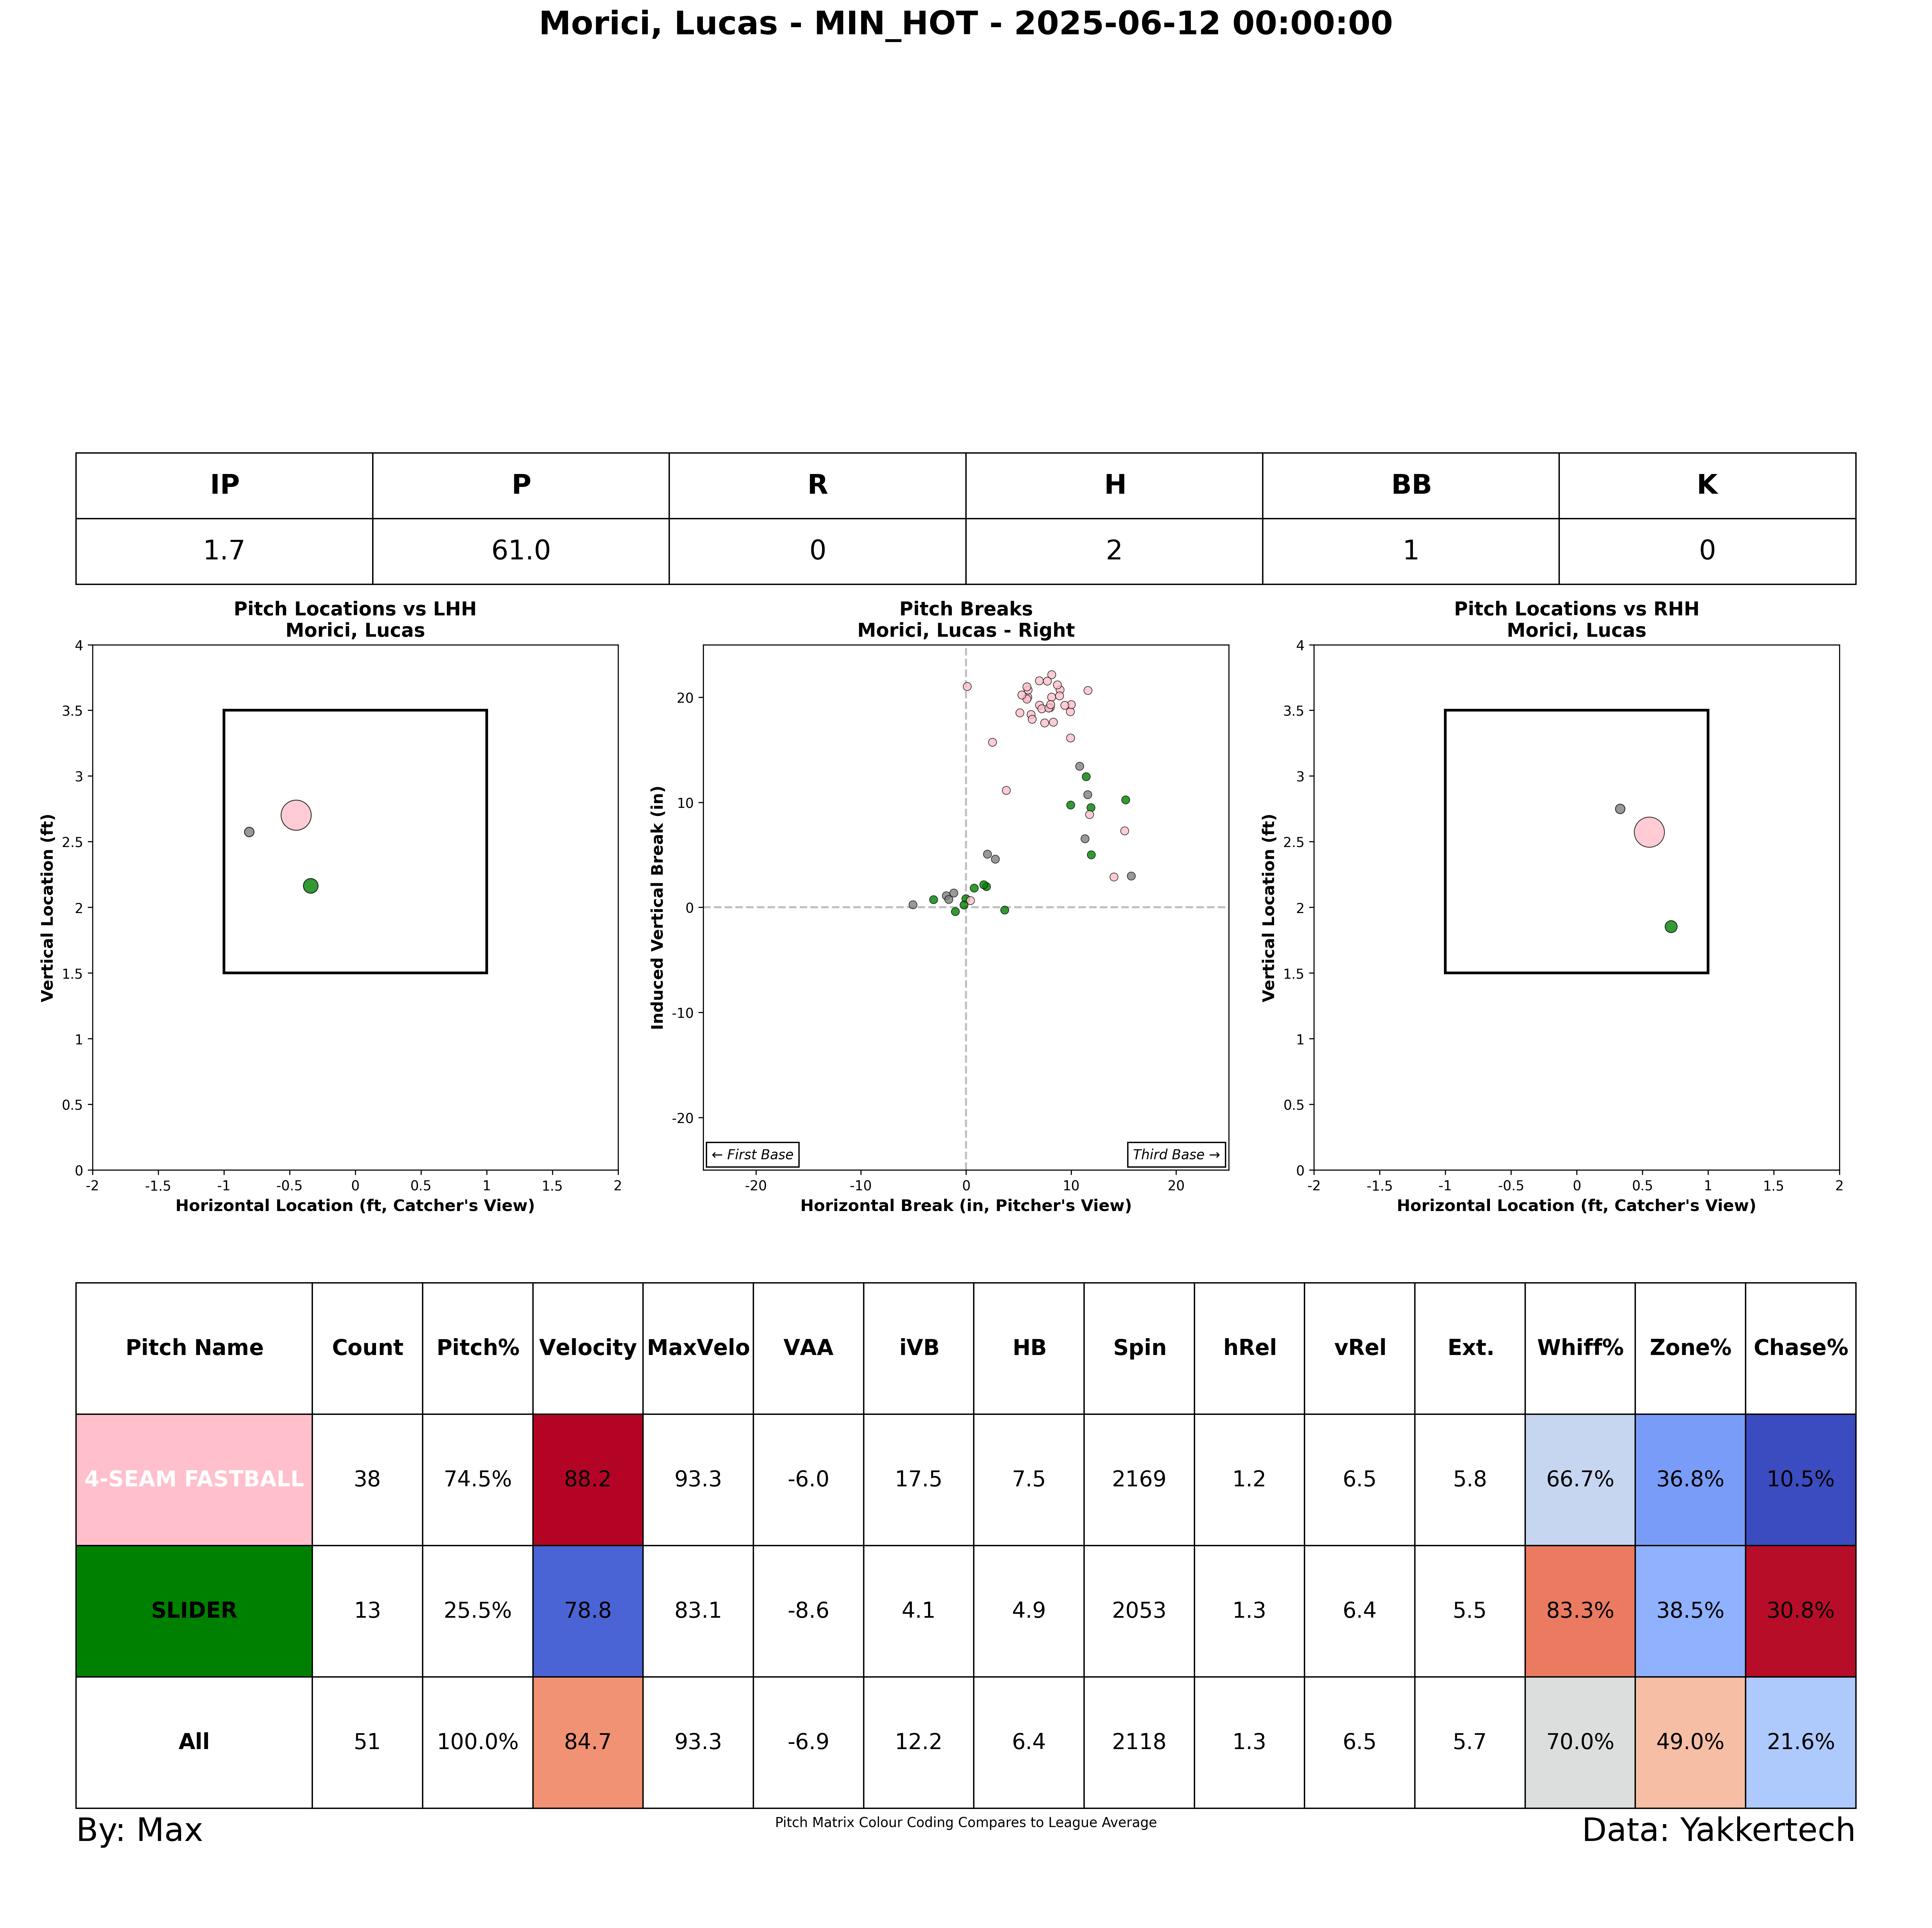 Morici, Lucas - MIN_HOT - 2025-06-12 00:00:00
IP P R H BB K
1.7 61.0 0 2 1 0
Pitch Locations vs LHH
Morici, Lucas
4
3.5
3
2.5
2
1.5
1
0.5
0
Vertical Location (ft)
-2 -1.5 -1 -0.5 0 0.5 1 1.5 2
Horizontal Location (ft, Catcher's View)
Pitch Breaks
Morici, Lucas - Right
20
10
0
-10
-20
Induced Vertical Break (in)
← First Base
Third Base →
-20 -10 0 10 20
Horizontal Break (in, Pitcher's View)
Pitch Locations vs RHH
Morici, Lucas
4
3.5
3
2.5
2
1.5
1
0.5
0
Vertical Location (ft)
-2 -1.5 -1 -0.5 0 0.5 1 1.5 2
Horizontal Location (ft, Catcher's View)
Pitch Name Count Pitch% Velocity MaxVelo VAA iVB HB Spin hRel vRel Ext. Whiff% Zone% Chase%
4-SEAM FASTBALL 38 74.5% 88.2 93.3 -6.0 17.5 7.5 2169 1.2 6.5 5.8 66.7% 36.8% 10.5%
SLIDER 13 25.5% 78.8 83.1 -8.6 4.1 4.9 2053 1.3 6.4 5.5 83.3% 38.5% 30.8%
All 51 100.0% 84.7 93.3 -6.9 12.2 6.4 2118 1.3 6.5 5.7 70.0% 49.0% 21.6%
By: Max
Pitch Matrix Colour Coding Compares to League Average
Data: Yakkertech